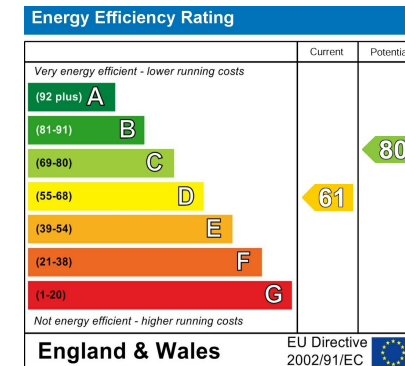 Energy Efficiency Rating
Current Potentia
Very energy efficient - lower running costs
(92 plus) A
(81-91) B
(69-80) C
(55-68) D
(39-54) E
(21-38) F
(1-20) G
61
80
Not energy efficient - higher running costs
England & Wales
EU Directive
2002/91/EC